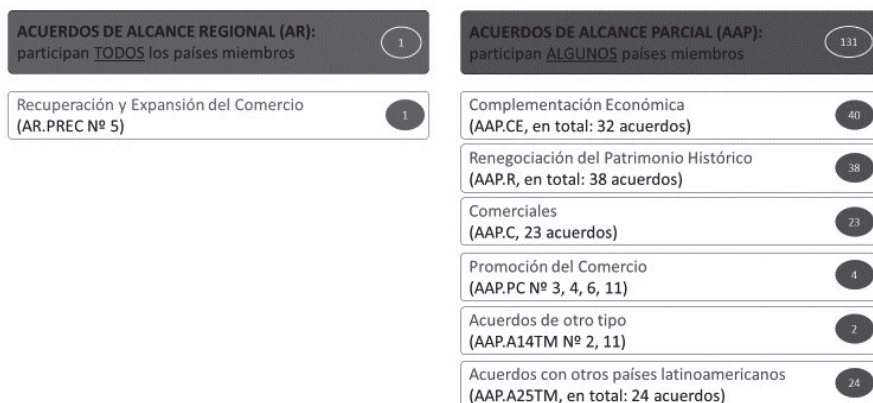 ACUERDOS DE ALCANCE REGIONAL (AR):
participan TODOS los países miembros
1
Recuperación y Expansión del Comercio
(AR.PREC Nº 5)
1
ACUERDOS DE ALCANCE PARCIAL (AAP):
participan ALGUNOS países miembros
131
Complementación Económica
(AAP.CE, en total: 32 acuerdos)
40
Renegociación del Patrimonio Histórico
(AAP.R, en total: 38 acuerdos)
38
Comerciales
(AAP.C, 23 acuerdos)
23
Promoción del Comercio
(AAP.PC Nº 3, 4, 6, 11)
4
Acuerdos de otro tipo
(AAP.A14TM Nº 2, 11)
2
Acuerdos con otros países latinoamericanos
(AAP.A25TM, en total: 24 acuerdos)
24